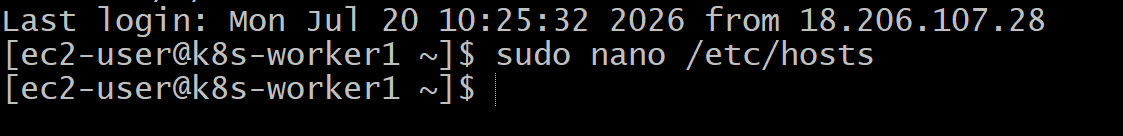 Last login: Mon Jul 20 10:25:32 2026 from 18.206.107.28
[ec2-user@k8s-worker1 ~]$ sudo nano /etc/hosts
[ec2-user@k8s-worker1 ~]$